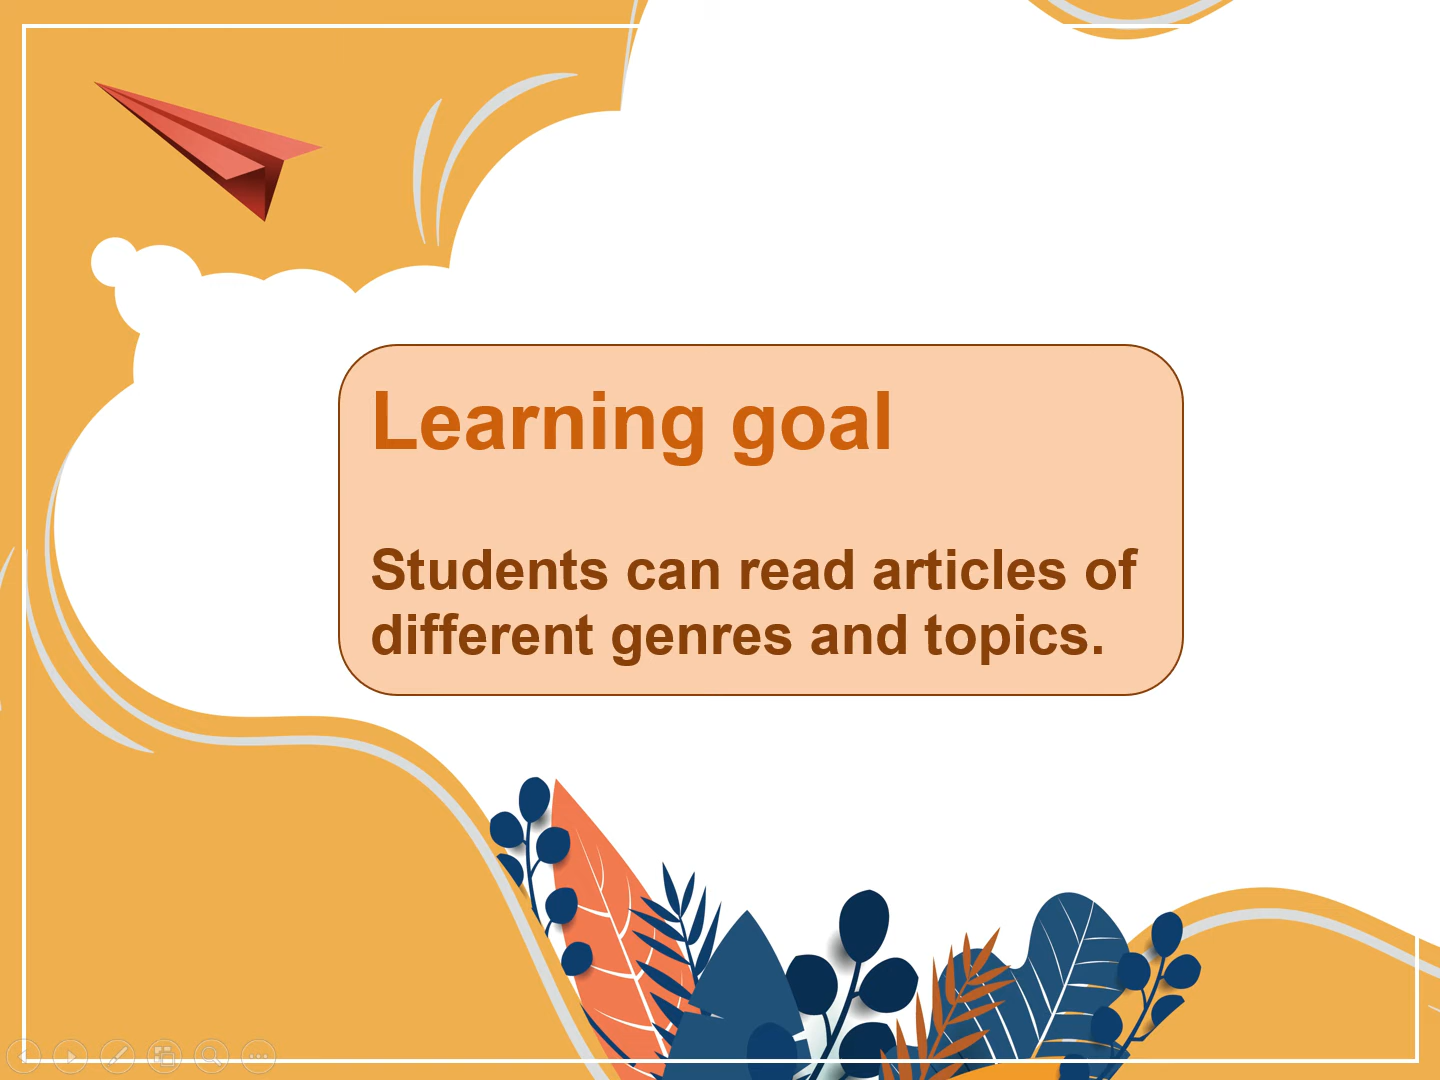 Learning goal
Students can read articles of
different genres and topics.